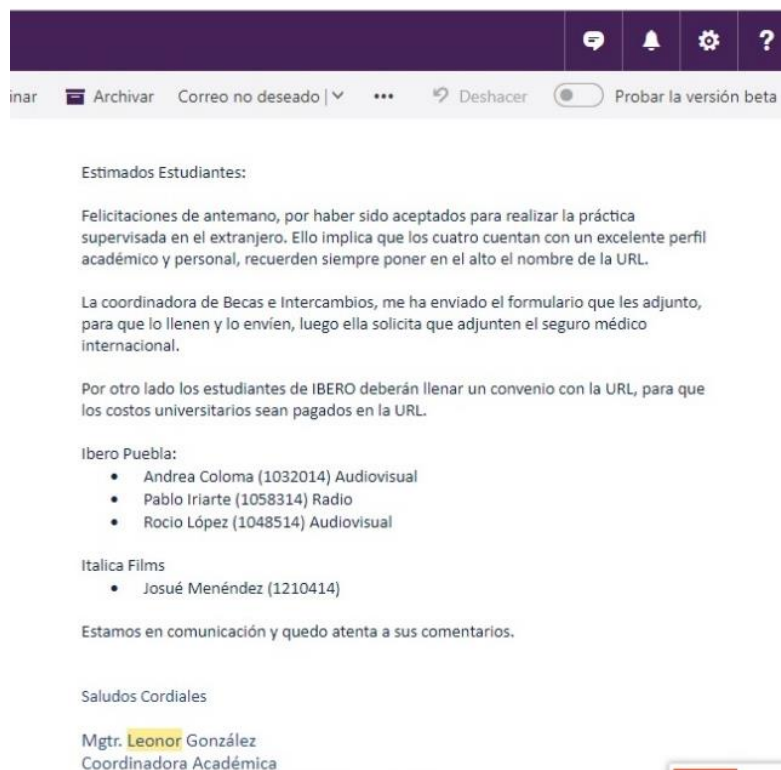 ?
inar Archivar Correo no deseado | ••• Deshacer Probar la versión beta
Estimados Estudiantes:
Felicitaciones de antemano, por haber sido aceptados para realizar la práctica
supervisada en el extranjero. Ello implica que los cuatro cuentan con un excelente perfil
académico y personal, recuerden siempre poner en el alto el nombre de la URL.
La coordinadora de Becas e Intercambios, me ha enviado el formulario que les adjunto,
para que lo llenen y lo envíen, luego ella solicita que adjunten el seguro médico
internacional.
Por otro lado los estudiantes de IBERO deberán llenar un convenio con la URL, para que
los costos universitarios sean pagados en la URL.
Ibero Puebla:
• Andrea Coloma (1032014) Audiovisual
• Pablo Iriarte (1058314) Radio
• Rocio López (1048514) Audiovisual
Italica Films
• Josué Menéndez (1210414)
Estamos en comunicación y quedo atenta a sus comentarios.
Saludos Cordiales
Mgtr. Leonor González
Coordinadora Académica